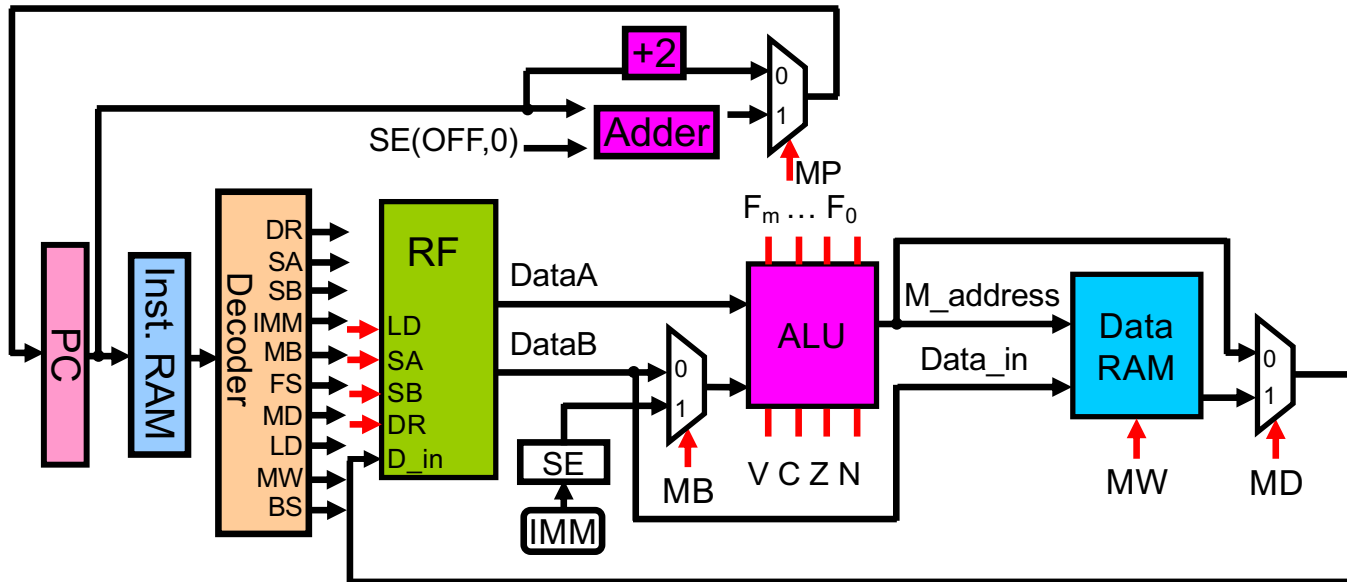 +2
0
1
SE(OFF,0)
Adder
MP
Fm … F0
PC
Inst. RAM
Decoder
DR
SA
SB
IMM
MB
FS
MD
LD
MW
BS
RF
LD
SA
SB
DR
D_in
DataA
DataB
0
1
SE
IMM
MB
ALU
V C Z N
M_address
Data_in
Data
RAM
MW
0
1
MD